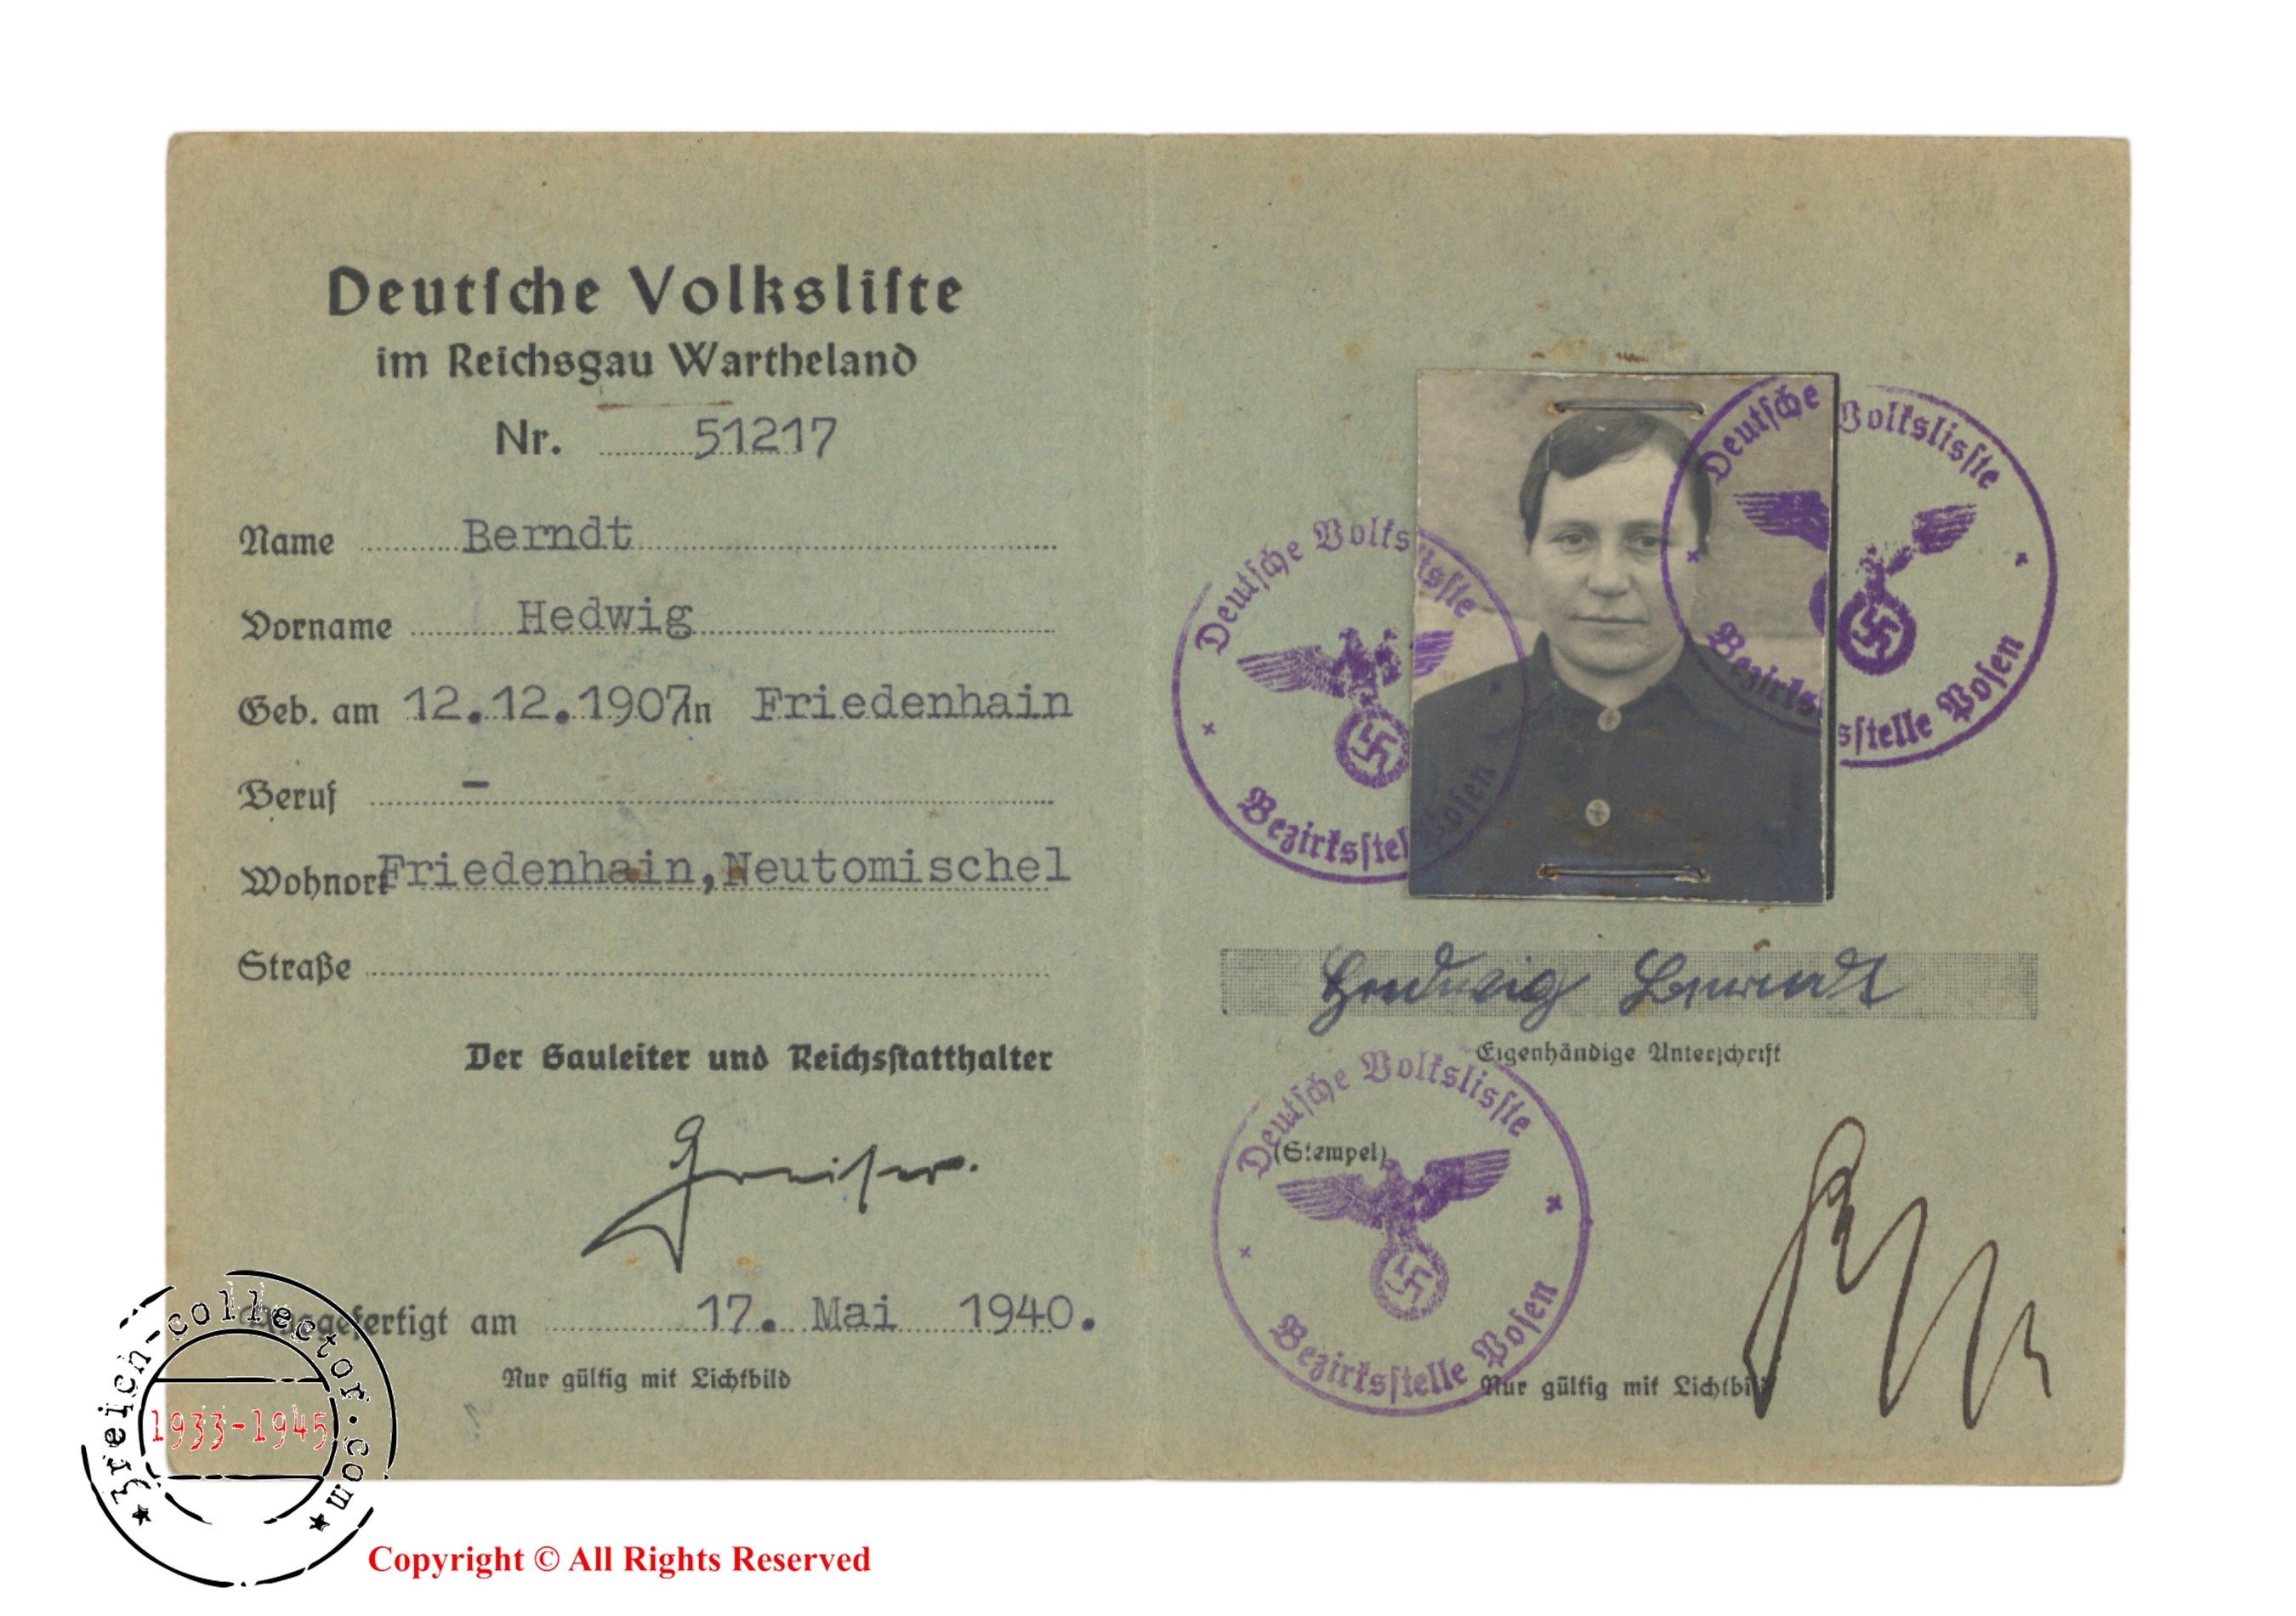 Deutſche Volksliſte
im Reichsgau Wartheland
Nr. 51217
Name Berndt
Vorname Hedwig
Geb. am 12.12.1907 in Friedenhain
Beruf -
Wohnort Friedenhain, Neutomischel
Straße
Der Gauleiter und Reichsſtatthalter
Greiser.
Ausgefertigt am 17. Mai 1940.
Nur gültig mit Lichtbild
Deutſche Volksliſte
Bezirksſtelle Poſen
Deutſche Volksliſte
Bezirksſtelle Poſen
Hedwig Berndt
Eigenhändige Unterſchrift
Deutſche Volksliſte
(Stempel)
Bezirksſtelle Poſen
Nur gültig mit Lichtbild
3reich-collector.com
1933-1945
Copyright © All Rights Reserved